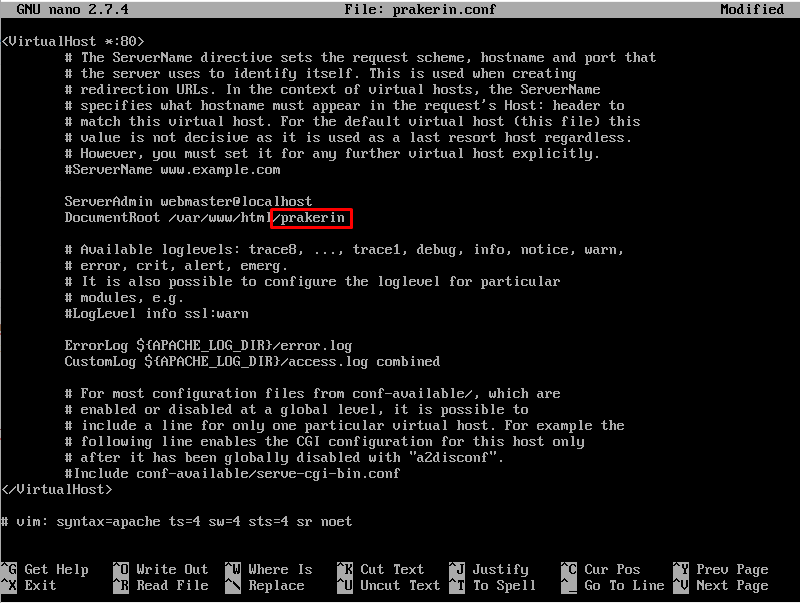 GNU nano 2.7.4 File: prakerin.conf Modified
<VirtualHost *:80>
# The ServerName directive sets the request scheme, hostname and port that
# the server uses to identify itself. This is used when creating
# redirection URLs. In the context of virtual hosts, the ServerName
# specifies what hostname must appear in the request's Host: header to
# match this virtual host. For the default virtual host (this file) this
# value is not decisive as it is used as a last resort host regardless.
# However, you must set it for any further virtual host explicitly.
#ServerName www.example.com
ServerAdmin webmaster@localhost
DocumentRoot /var/www/html/prakerin
# Available loglevels: trace8, ..., trace1, debug, info, notice, warn,
# error, crit, alert, emerg.
# It is also possible to configure the loglevel for particular
# modules, e.g.
#LogLevel info ssl:warn
ErrorLog ${APACHE_LOG_DIR}/error.log
CustomLog ${APACHE_LOG_DIR}/access.log combined
# For most configuration files from conf-available/, which are
# enabled or disabled at a global level, it is possible to
# include a line for only one particular virtual host. For example the
# following line enables the CGI configuration for this host only
# after it has been globally disabled with "a2disconf".
#Include conf-available/serve-cgi-bin.conf
</VirtualHost>
# vim: syntax=apache ts=4 sw=4 sts=4 sr noet
^G Get Help ^O Write Out ^W Where Is ^K Cut Text ^J Justify ^C Cur Pos ^Y Prev Page
^X Exit ^R Read File ^\ Replace ^U Uncut Text ^T To Spell ^_ Go To Line ^V Next Page